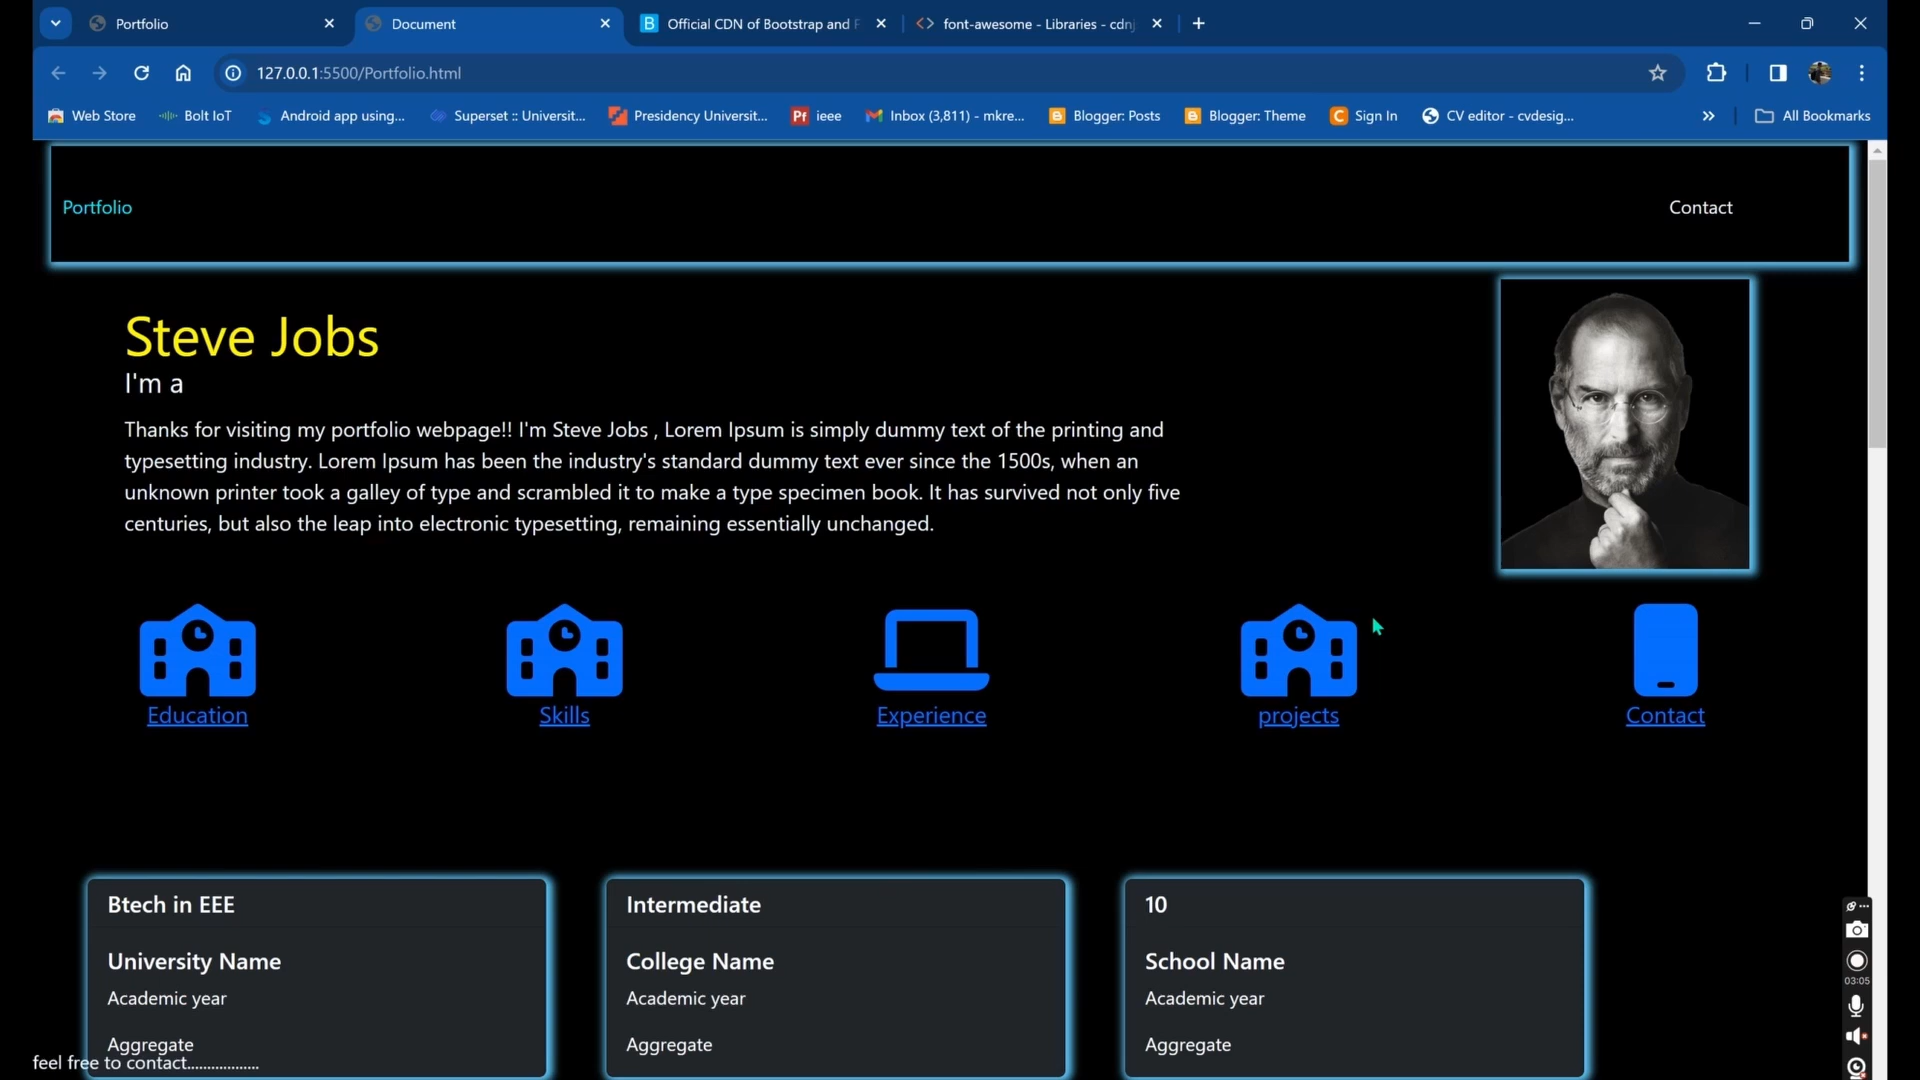 Portfolio
Document
Official CDN of Bootstrap and F
font-awesome - Libraries - cdnj
127.0.0.1:5500/Portfolio.html
Web Store
Bolt IoT
Android app using...
Superset :: Universit...
Presidency Universit...
Pf ieee
Inbox (3,811) - mkre...
Blogger: Posts
Blogger: Theme
Sign In
CV editor - cvdesig...
All Bookmarks
Portfolio
Contact
Steve Jobs
I'm a
Thanks for visiting my portfolio webpage!! I'm Steve Jobs , Lorem Ipsum is simply dummy text of the printing and
typesetting industry. Lorem Ipsum has been the industry's standard dummy text ever since the 1500s, when an
unknown printer took a galley of type and scrambled it to make a type specimen book. It has survived not only five
centuries, but also the leap into electronic typesetting, remaining essentially unchanged.
Education
Skills
Experience
projects
Contact
Btech in EEE
University Name
Academic year
Aggregate
Intermediate
College Name
Academic year
Aggregate
10
School Name
Academic year
Aggregate
feel free to contact.................
03:05